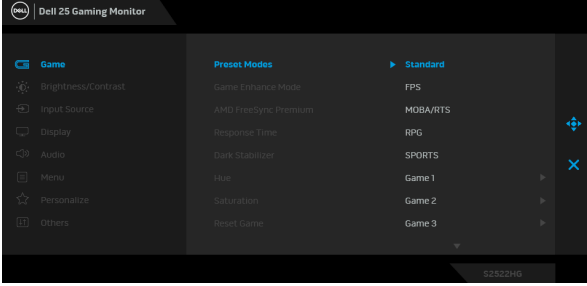 DELL Dell 25 Gaming Monitor
Game
Brightness/Contrast
Input Source
Display
Audio
Menu
Personalize
Others
Preset Modes
Game Enhance Mode
AMD FreeSync Premium
Response Time
Dark Stabilizer
Hue
Saturation
Reset Game
Standard
FPS
MOBA/RTS
RPG
SPORTS
Game 1
Game 2
Game 3
S2522HG